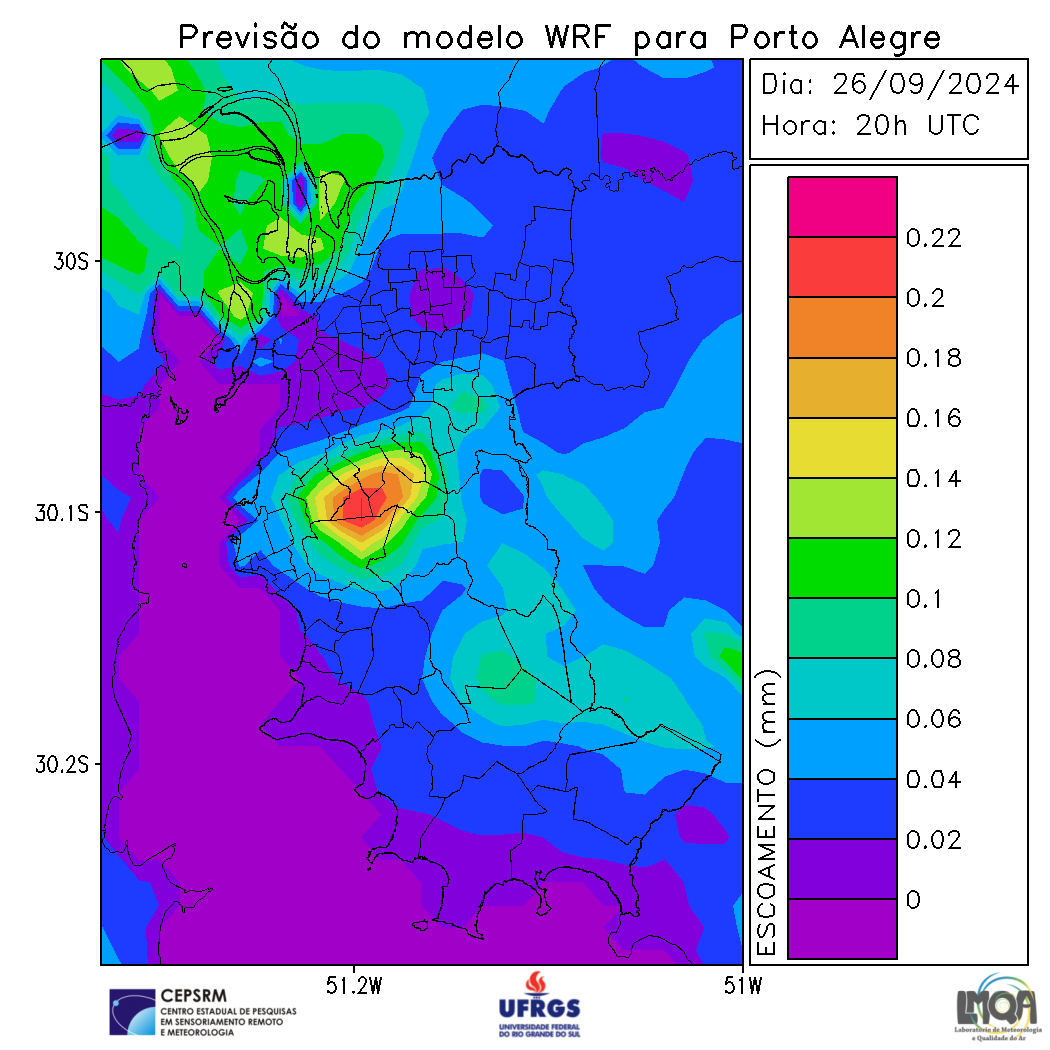 Previsão do modelo WRF para Porto Alegre
Dia: 26/09/2024
Hora: 20h UTC
0.22
0.2
0.18
0.16
0.14
0.12
0.1
0.08
0.06
0.04
0.02
0
ESCOAMENTO (mm)
30S
30.1S
30.2S
51.2W
51W
CEPSRM
CENTRO ESTADUAL DE PESQUISAS
EM SENSORIAMENTO REMOTO
E METEOROLOGIA
UFRGS
UNIVERSIDADE FEDERAL
DO RIO GRANDE DO SUL
LMQA
Laboratório de Meteorologia
e Qualidade do Ar